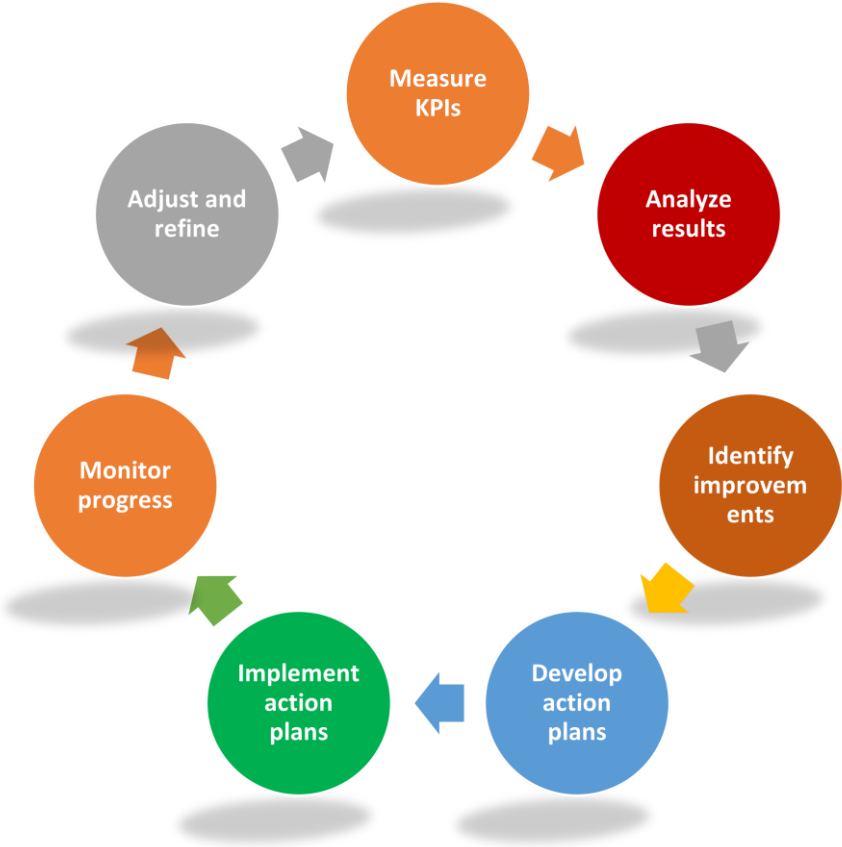 Measure
KPIs
Analyze
results
Identify
improvem
ents
Develop
action
plans
Implement
action
plans
Monitor
progress
Adjust and
refine